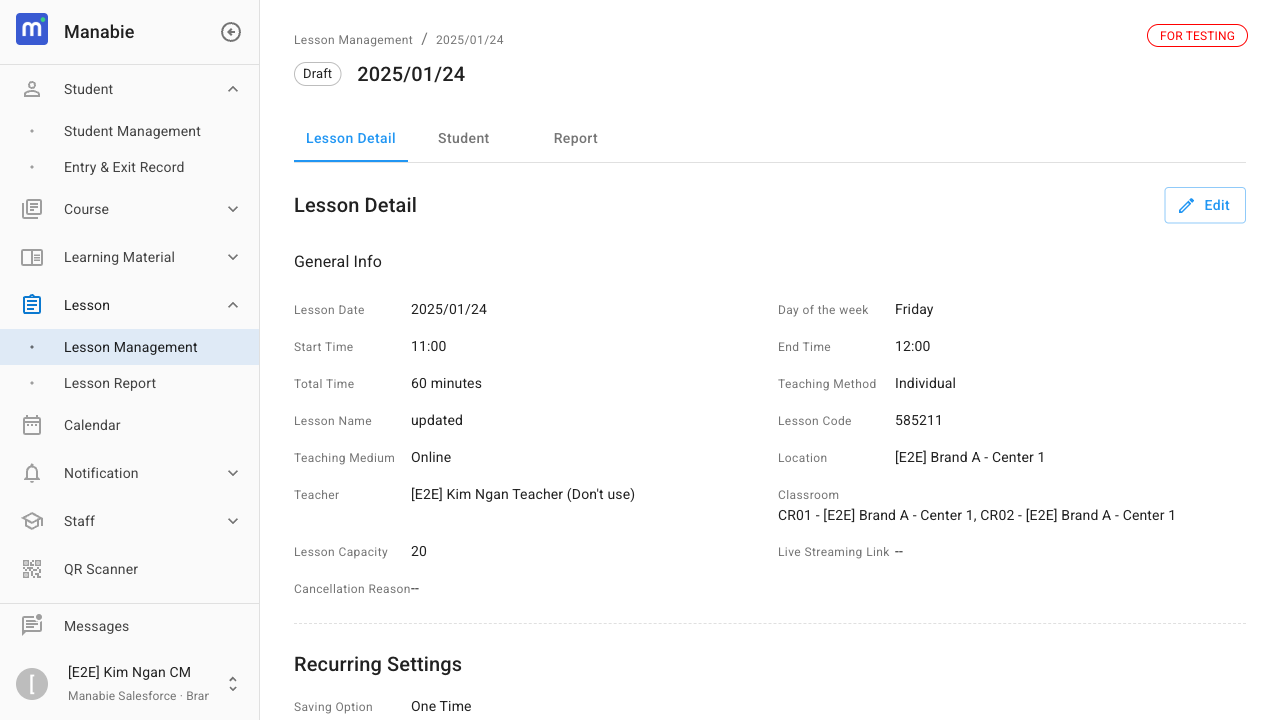 Manabie
Student
Student Management
Entry & Exit Record
Course
Learning Material
Lesson
Lesson Management
Lesson Report
Calendar
Notification
Staff
QR Scanner
Messages
[
[E2E] Kim Ngan CM
Manabie Salesforce · Brar
Lesson Management / 2025/01/24
FOR TESTING
Draft 2025/01/24
Lesson Detail Student Report
Lesson Detail
Edit
General Info
Lesson Date 2025/01/24 Day of the week Friday
Start Time 11:00 End Time 12:00
Total Time 60 minutes Teaching Method Individual
Lesson Name updated Lesson Code 585211
Teaching Medium Online Location [E2E] Brand A - Center 1
Teacher [E2E] Kim Ngan Teacher (Don't use) Classroom
CR01 - [E2E] Brand A - Center 1, CR02 - [E2E] Brand A - Center 1
Lesson Capacity 20 Live Streaming Link --
Cancellation Reason--
Recurring Settings
Saving Option One Time